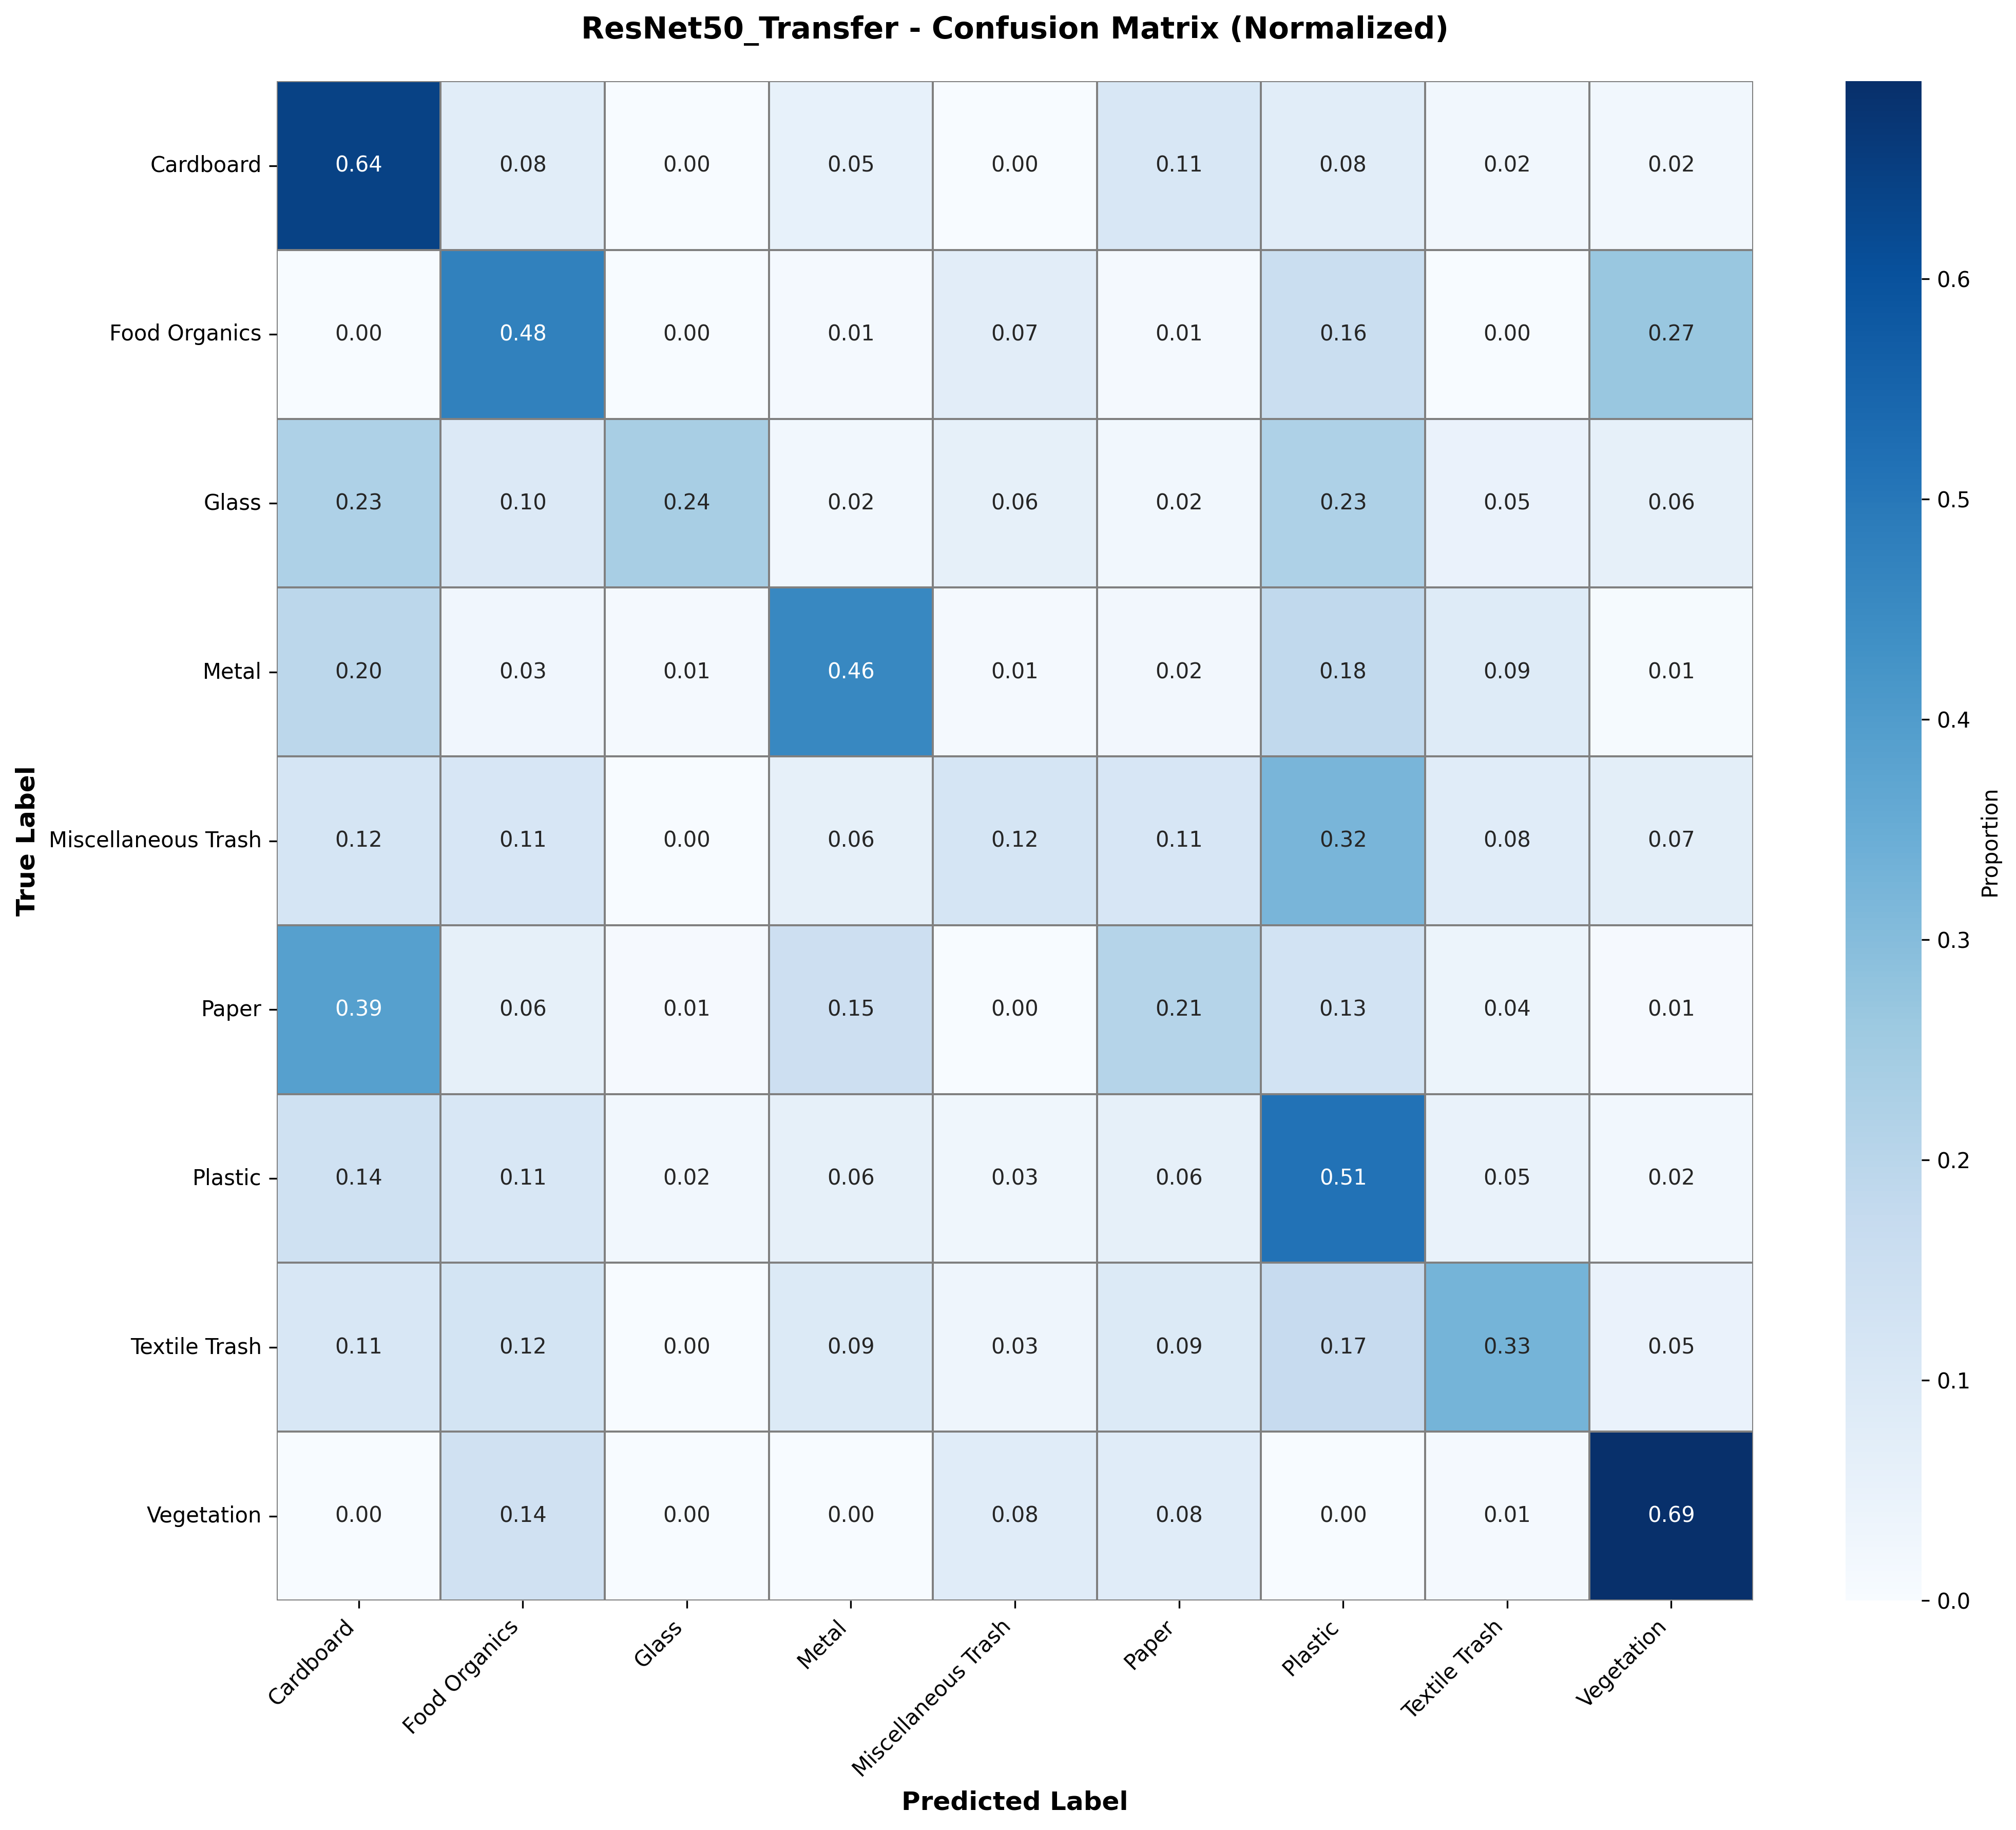 ResNet50_Transfer - Confusion Matrix (Normalized)
True Label
Cardboard 0.64 0.08 0.00 0.05 0.00 0.11 0.08 0.02 0.02
Food Organics 0.00 0.48 0.00 0.01 0.07 0.01 0.16 0.00 0.27
Glass 0.23 0.10 0.24 0.02 0.06 0.02 0.23 0.05 0.06
Metal 0.20 0.03 0.01 0.46 0.01 0.02 0.18 0.09 0.01
Miscellaneous Trash 0.12 0.11 0.00 0.06 0.12 0.11 0.32 0.08 0.07
Paper 0.39 0.06 0.01 0.15 0.00 0.21 0.13 0.04 0.01
Plastic 0.14 0.11 0.02 0.06 0.03 0.06 0.51 0.05 0.02
Textile Trash 0.11 0.12 0.00 0.09 0.03 0.09 0.17 0.33 0.05
Vegetation 0.00 0.14 0.00 0.00 0.08 0.08 0.00 0.01 0.69
Cardboard Food Organics Glass Metal Miscellaneous Trash Paper Plastic Textile Trash Vegetation
Predicted Label
0.6
0.5
0.4
0.3
0.2
0.1
0.0
Proportion